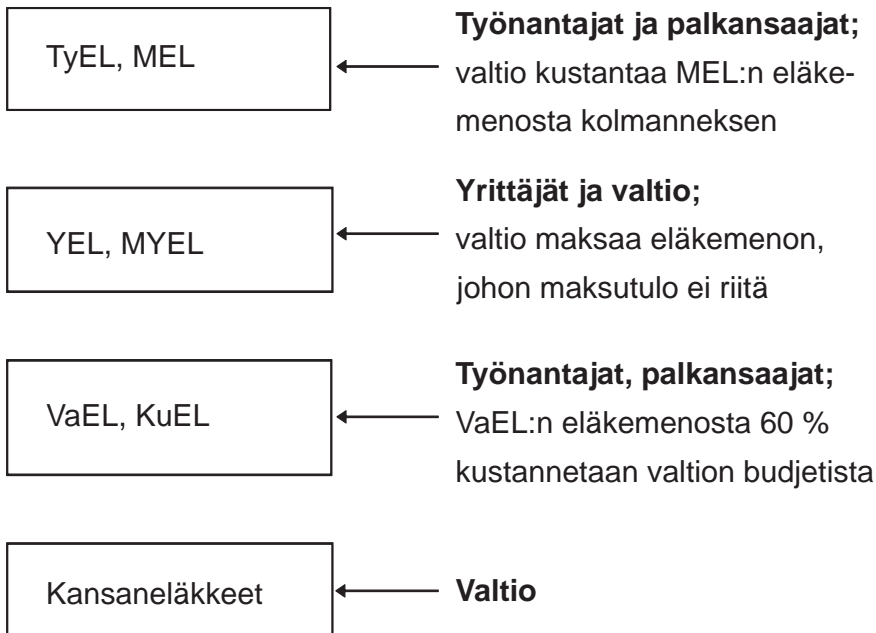 TyEL, MEL
Työnantajat ja palkansaajat;
valtio kustantaa MEL:n eläke-
menosta kolmanneksen
YEL, MYEL
Yrittäjät ja valtio;
valtio maksaa eläkemenon,
johon maksutulo ei riitä
VaEL, KuEL
Työnantajat, palkansaajat;
VaEL:n eläkemenosta 60 %
kustannetaan valtion budjetista
Kansaneläkkeet
Valtio